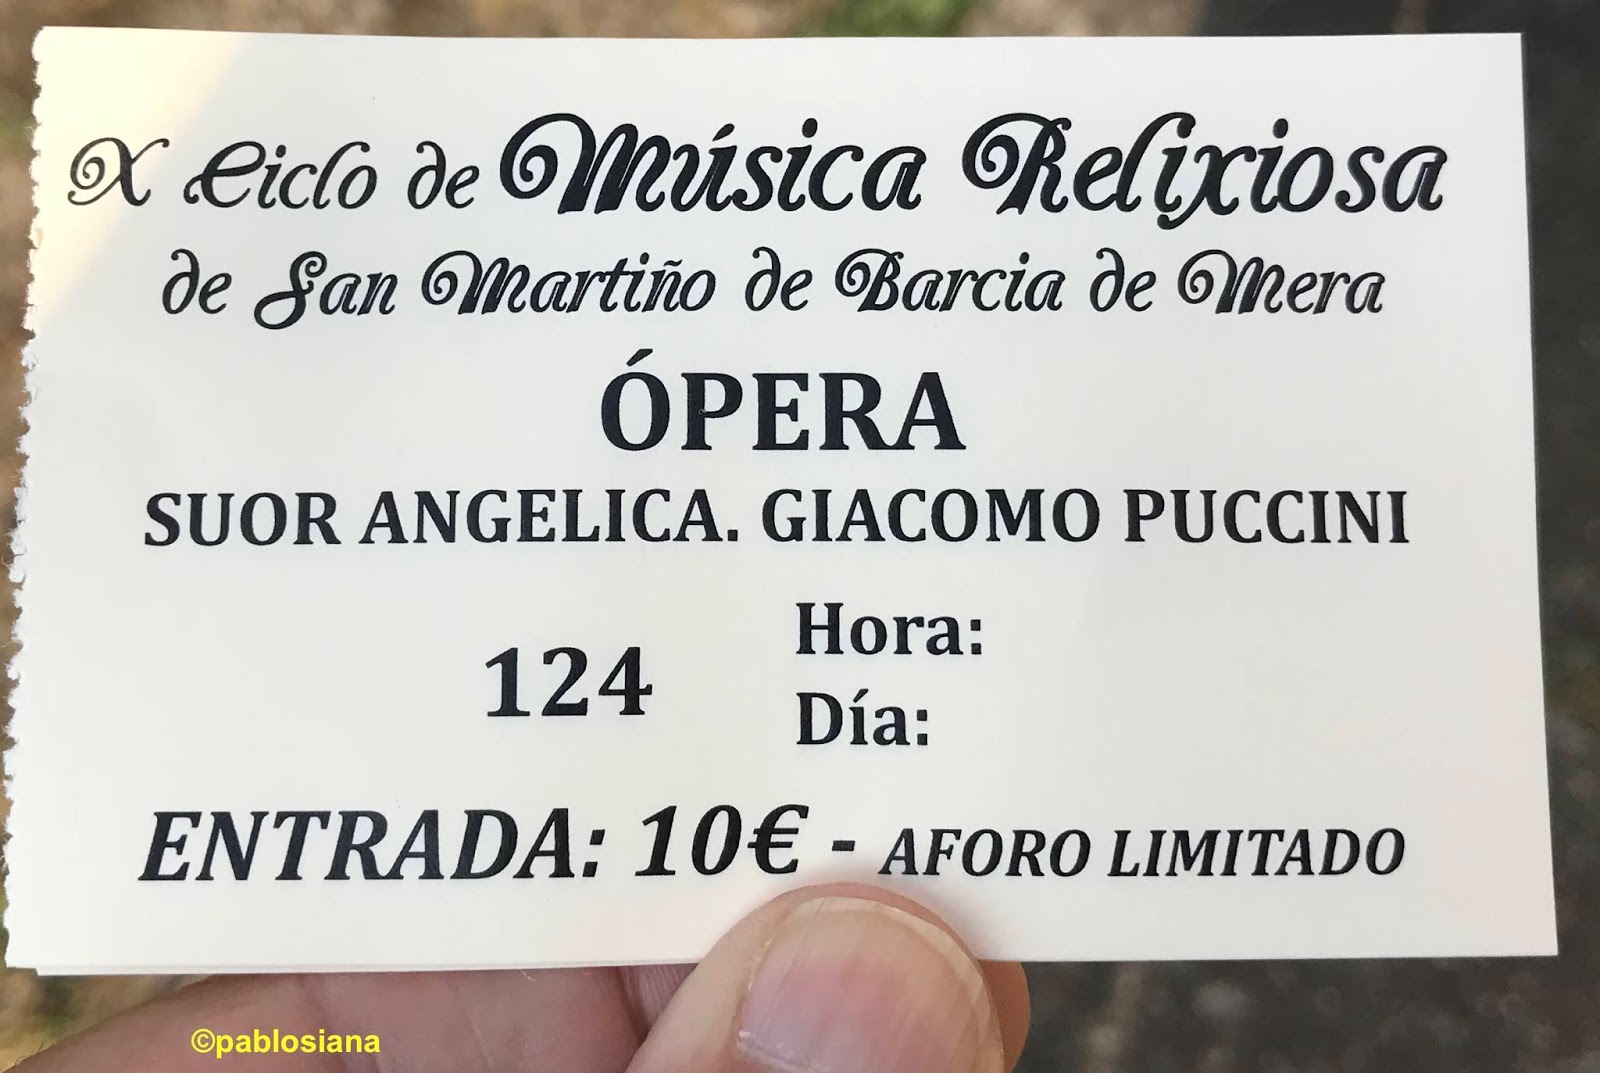 X Ciclo de Música Relixiosa
de San Martiño de Barcia de Mera
ÓPERA
SUOR ANGELICA. GIACOMO PUCCINI
124
Hora:
Día:
ENTRADA: 10€ - AFORO LIMITADO
©pablosiana